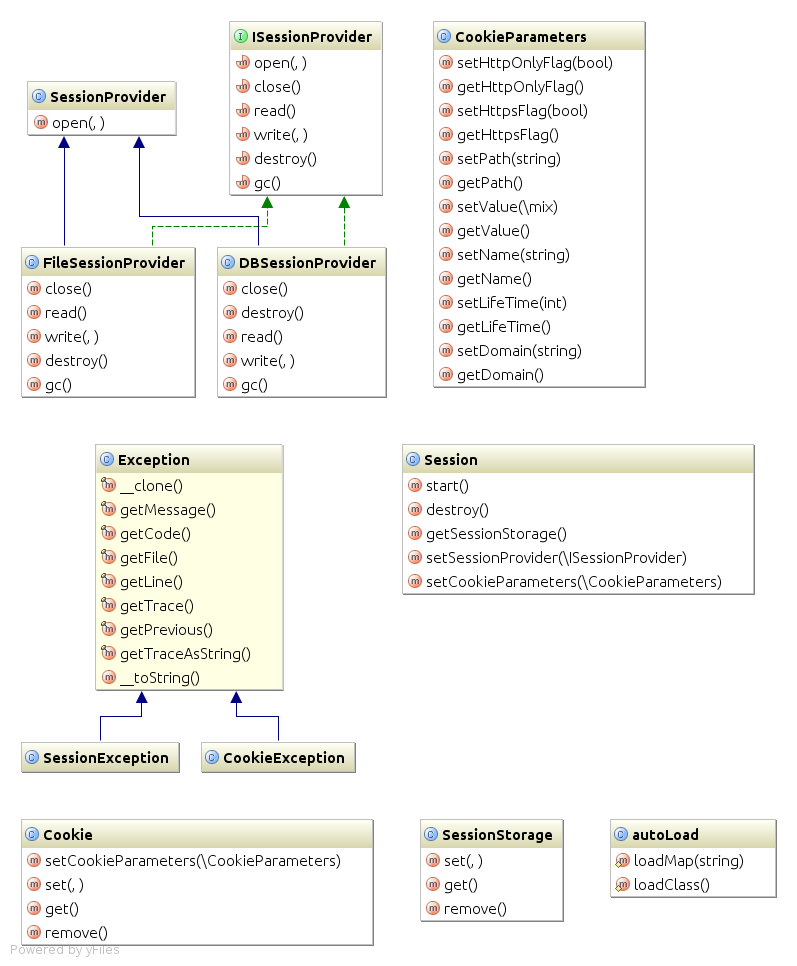 ISessionProvider
open(, )
close()
read()
write(, )
destroy()
gc()
CookieParameters
setHttpOnlyFlag(bool)
getHttpOnlyFlag()
setHttpsFlag(bool)
getHttpsFlag()
setPath(string)
getPath()
setValue(\mix)
getValue()
setName(string)
getName()
setLifeTime(int)
getLifeTime()
setDomain(string)
getDomain()
SessionProvider
open(, )
FileSessionProvider
close()
read()
write(, )
destroy()
gc()
DBSessionProvider
close()
destroy()
read()
write(, )
gc()
Exception
__clone()
getMessage()
getCode()
getFile()
getLine()
getTrace()
getPrevious()
getTraceAsString()
__toString()
Session
start()
destroy()
getSessionStorage()
setSessionProvider(\ISessionProvider)
setCookieParameters(\CookieParameters)
SessionException
CookieException
Cookie
setCookieParameters(\CookieParameters)
set(, )
get()
remove()
SessionStorage
set(, )
get()
remove()
autoLoad
loadMap(string)
loadClass()
Powered by yFiles